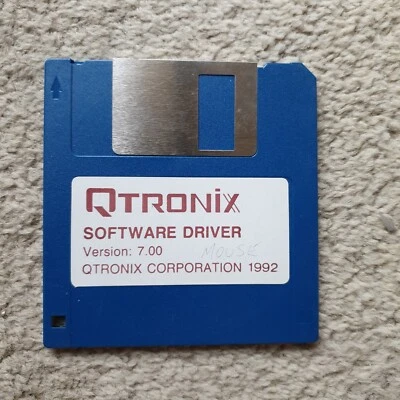 QTRONIX
SOFTWARE DRIVER
Version: 7.00 MOUSE
QTRONIX CORPORATION 1992